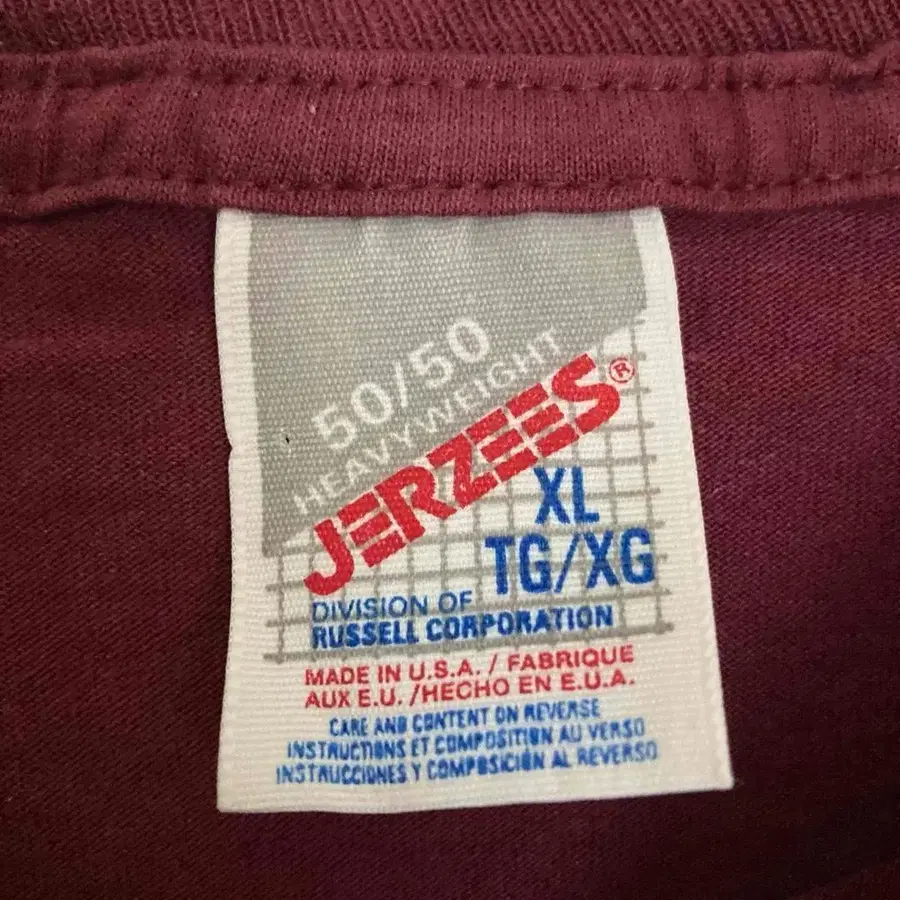 50/50
HEAVYWEIGHT
JERZEES®
XL
TG/XG
DIVISION OF
RUSSELL CORPORATION
MADE IN U.S.A. / FABRIQUE
AUX E.U. /HECHO EN E.U.A.
CARE AND CONTENT ON REVERSE
INSTRUCTIONS ET COMPOSITION AU VERSO
INSTRUCCIONES Y COMPOSICIÓN AL REVERSO